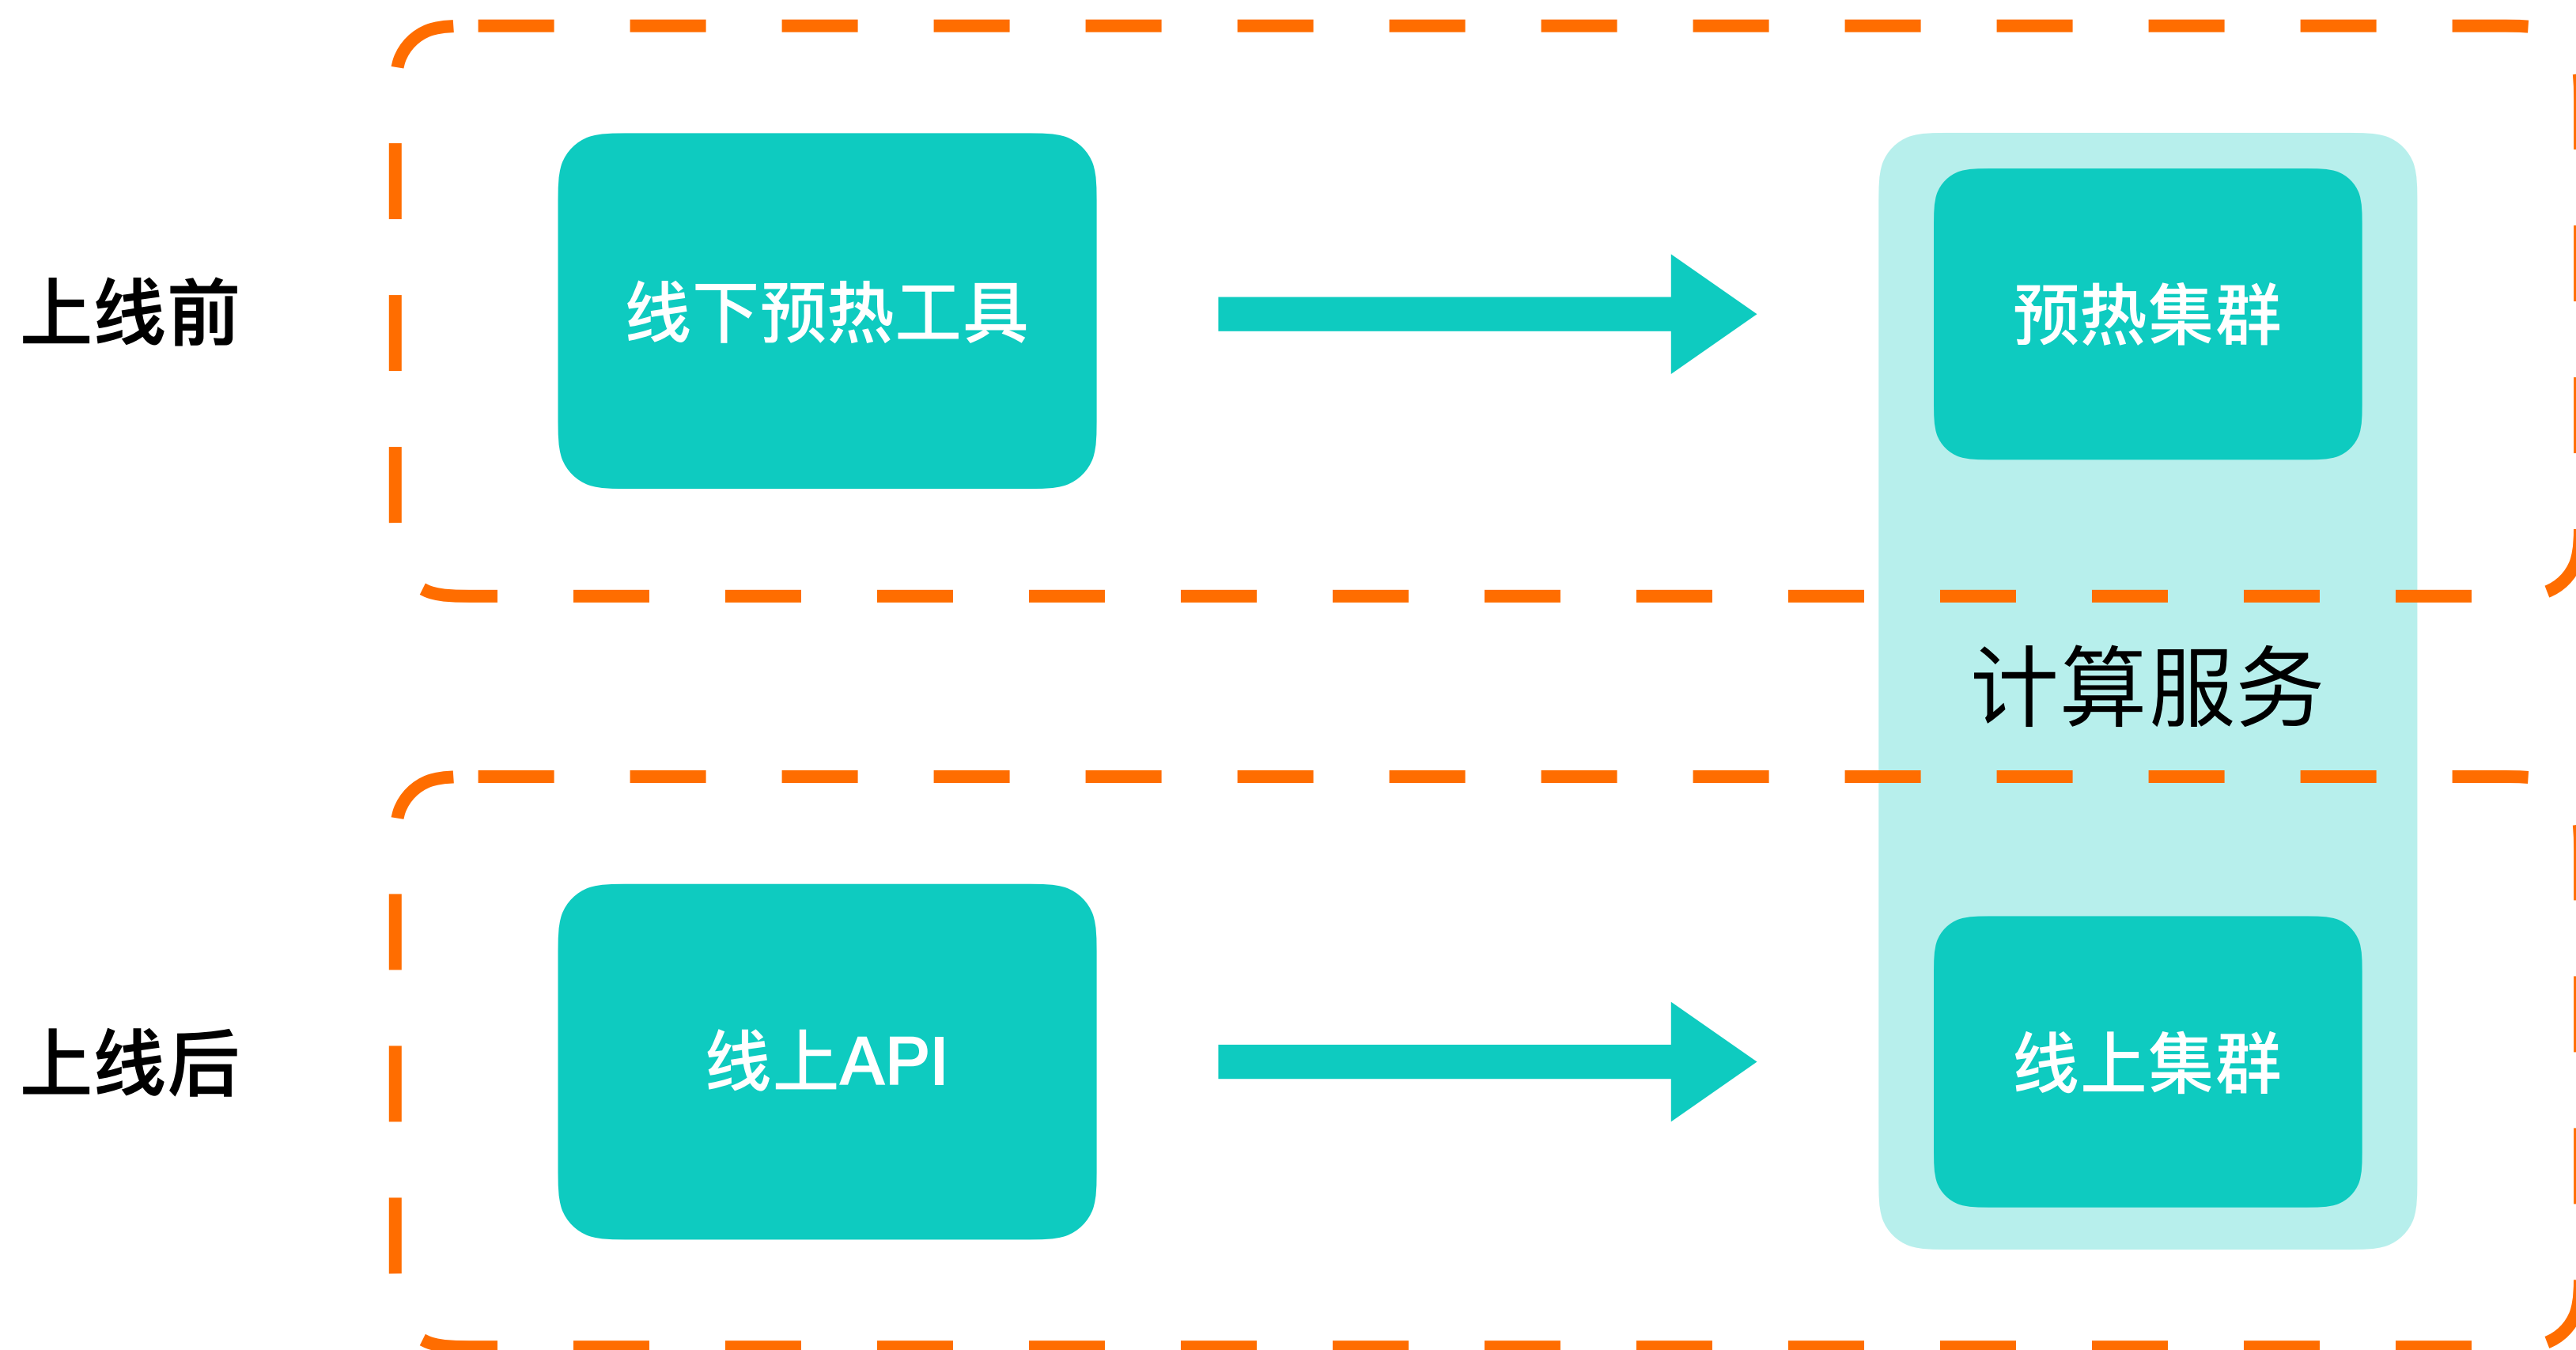 上线前
线下预热工具
预热集群
计算服务
上线后
线上API
线上集群